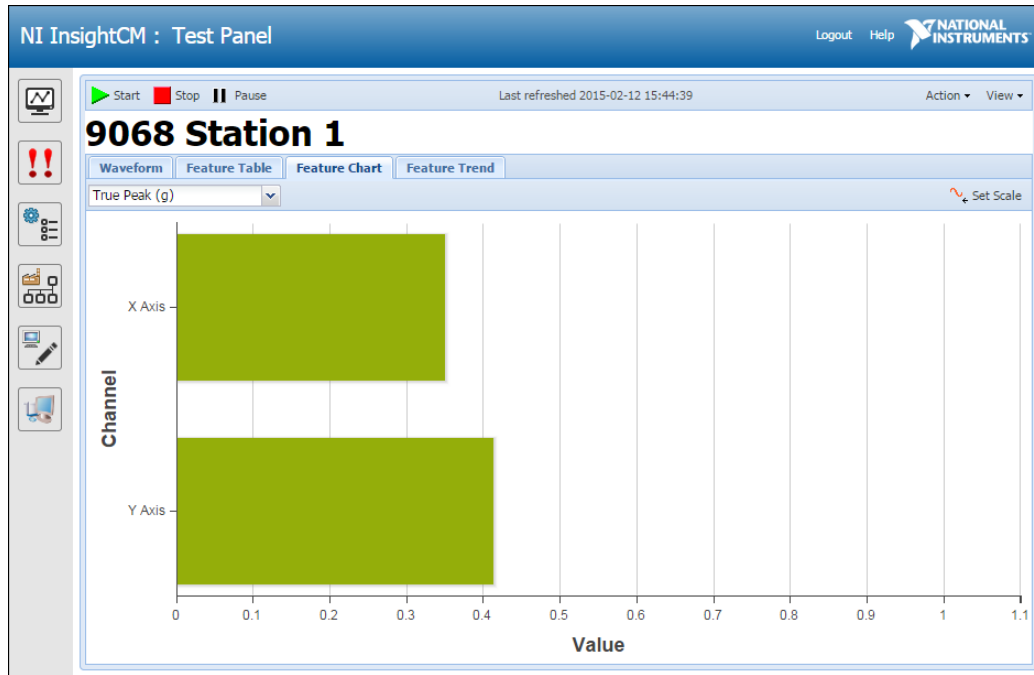 NI InsightCM : Test Panel
Logout Help NATIONAL INSTRUMENTS
Start Stop Pause Last refreshed 2015-02-12 15:44:39 Action View
9068 Station 1
Waveform Feature Table Feature Chart Feature Trend
True Peak (g) Set Scale
X Axis
Channel
Y Axis
0 0.1 0.2 0.3 0.4 0.5 0.6 0.7 0.8 0.9 1 1.1
Value